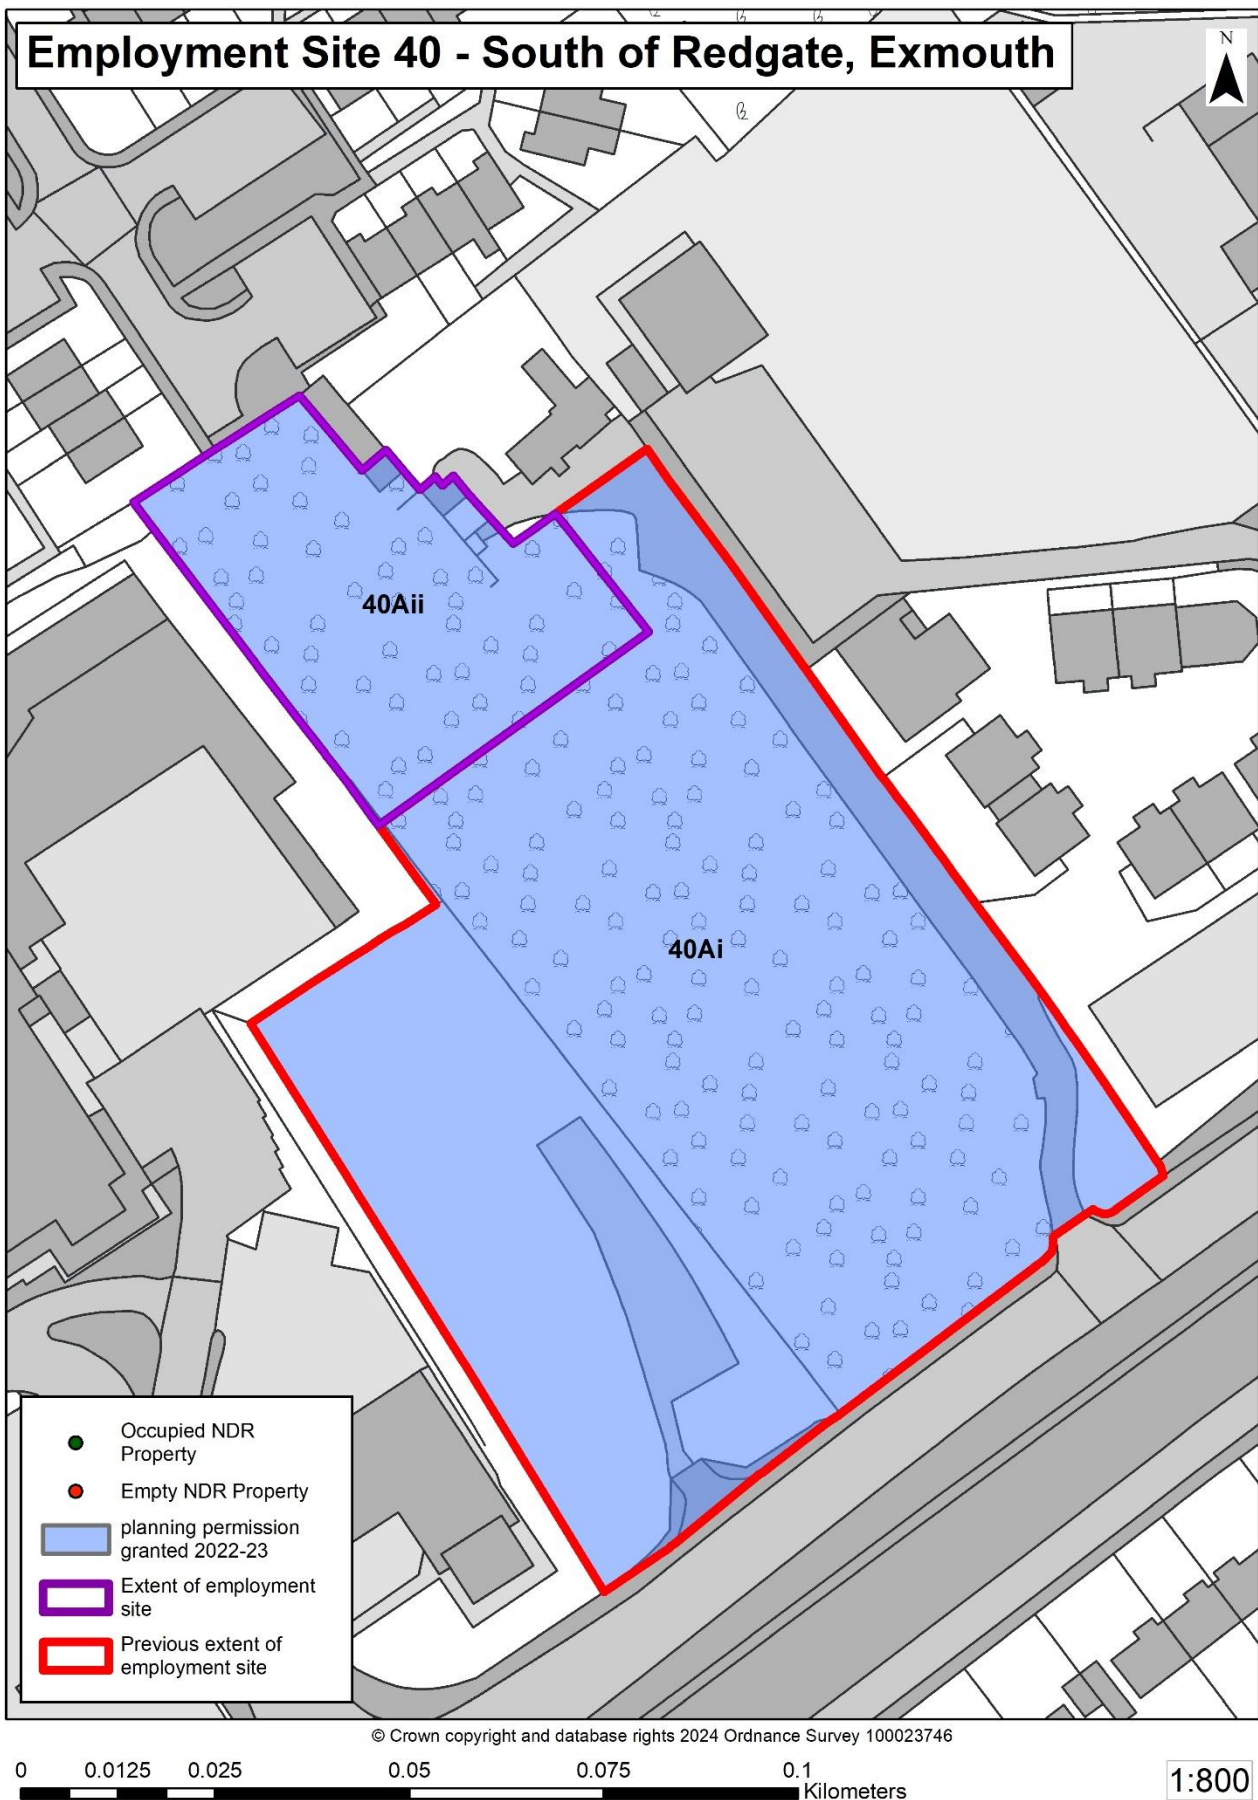 Employment Site 40 - South of Redgate, Exmouth
N
40Aii
40Ai
Occupied NDR
Property
Empty NDR Property
planning permission
granted 2022-23
Extent of employment
site
Previous extent of
employment site
© Crown copyright and database rights 2024 Ordnance Survey 100023746
0 0.0125 0.025 0.05 0.075 0.1
Kilometers
1:800